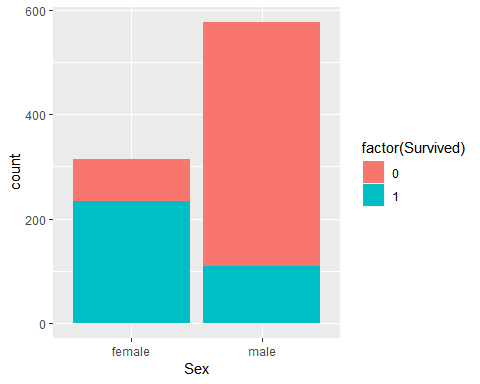 600
400
200
0
count
female
male
Sex
factor(Survived)
0
1